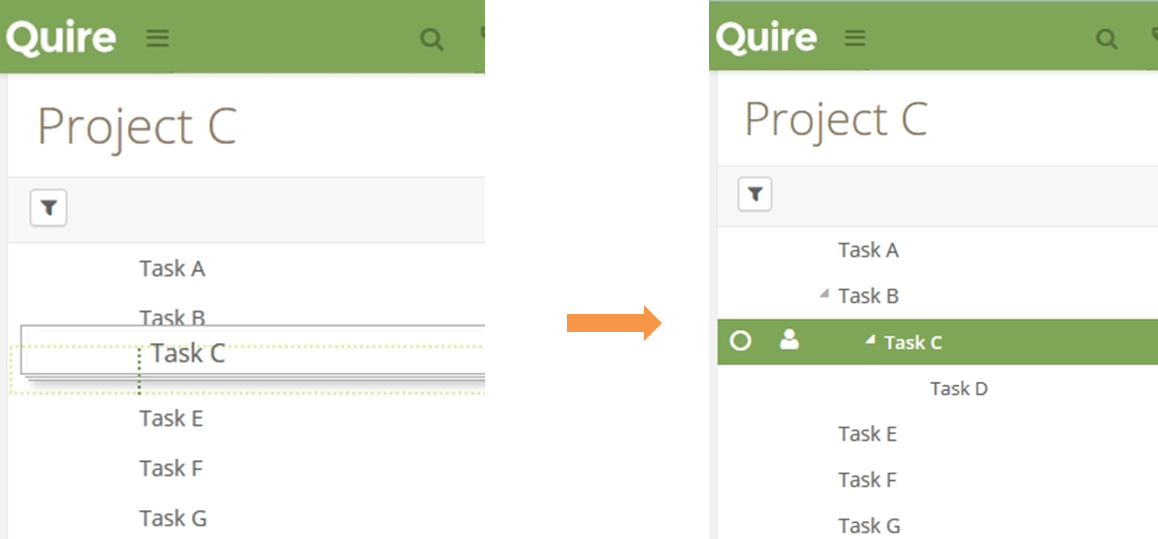 Quire
Project C
Task A
Task B
Task C
Task E
Task F
Task G
Quire
Project C
Task A
Task B
Task C
Task D
Task E
Task F
Task G